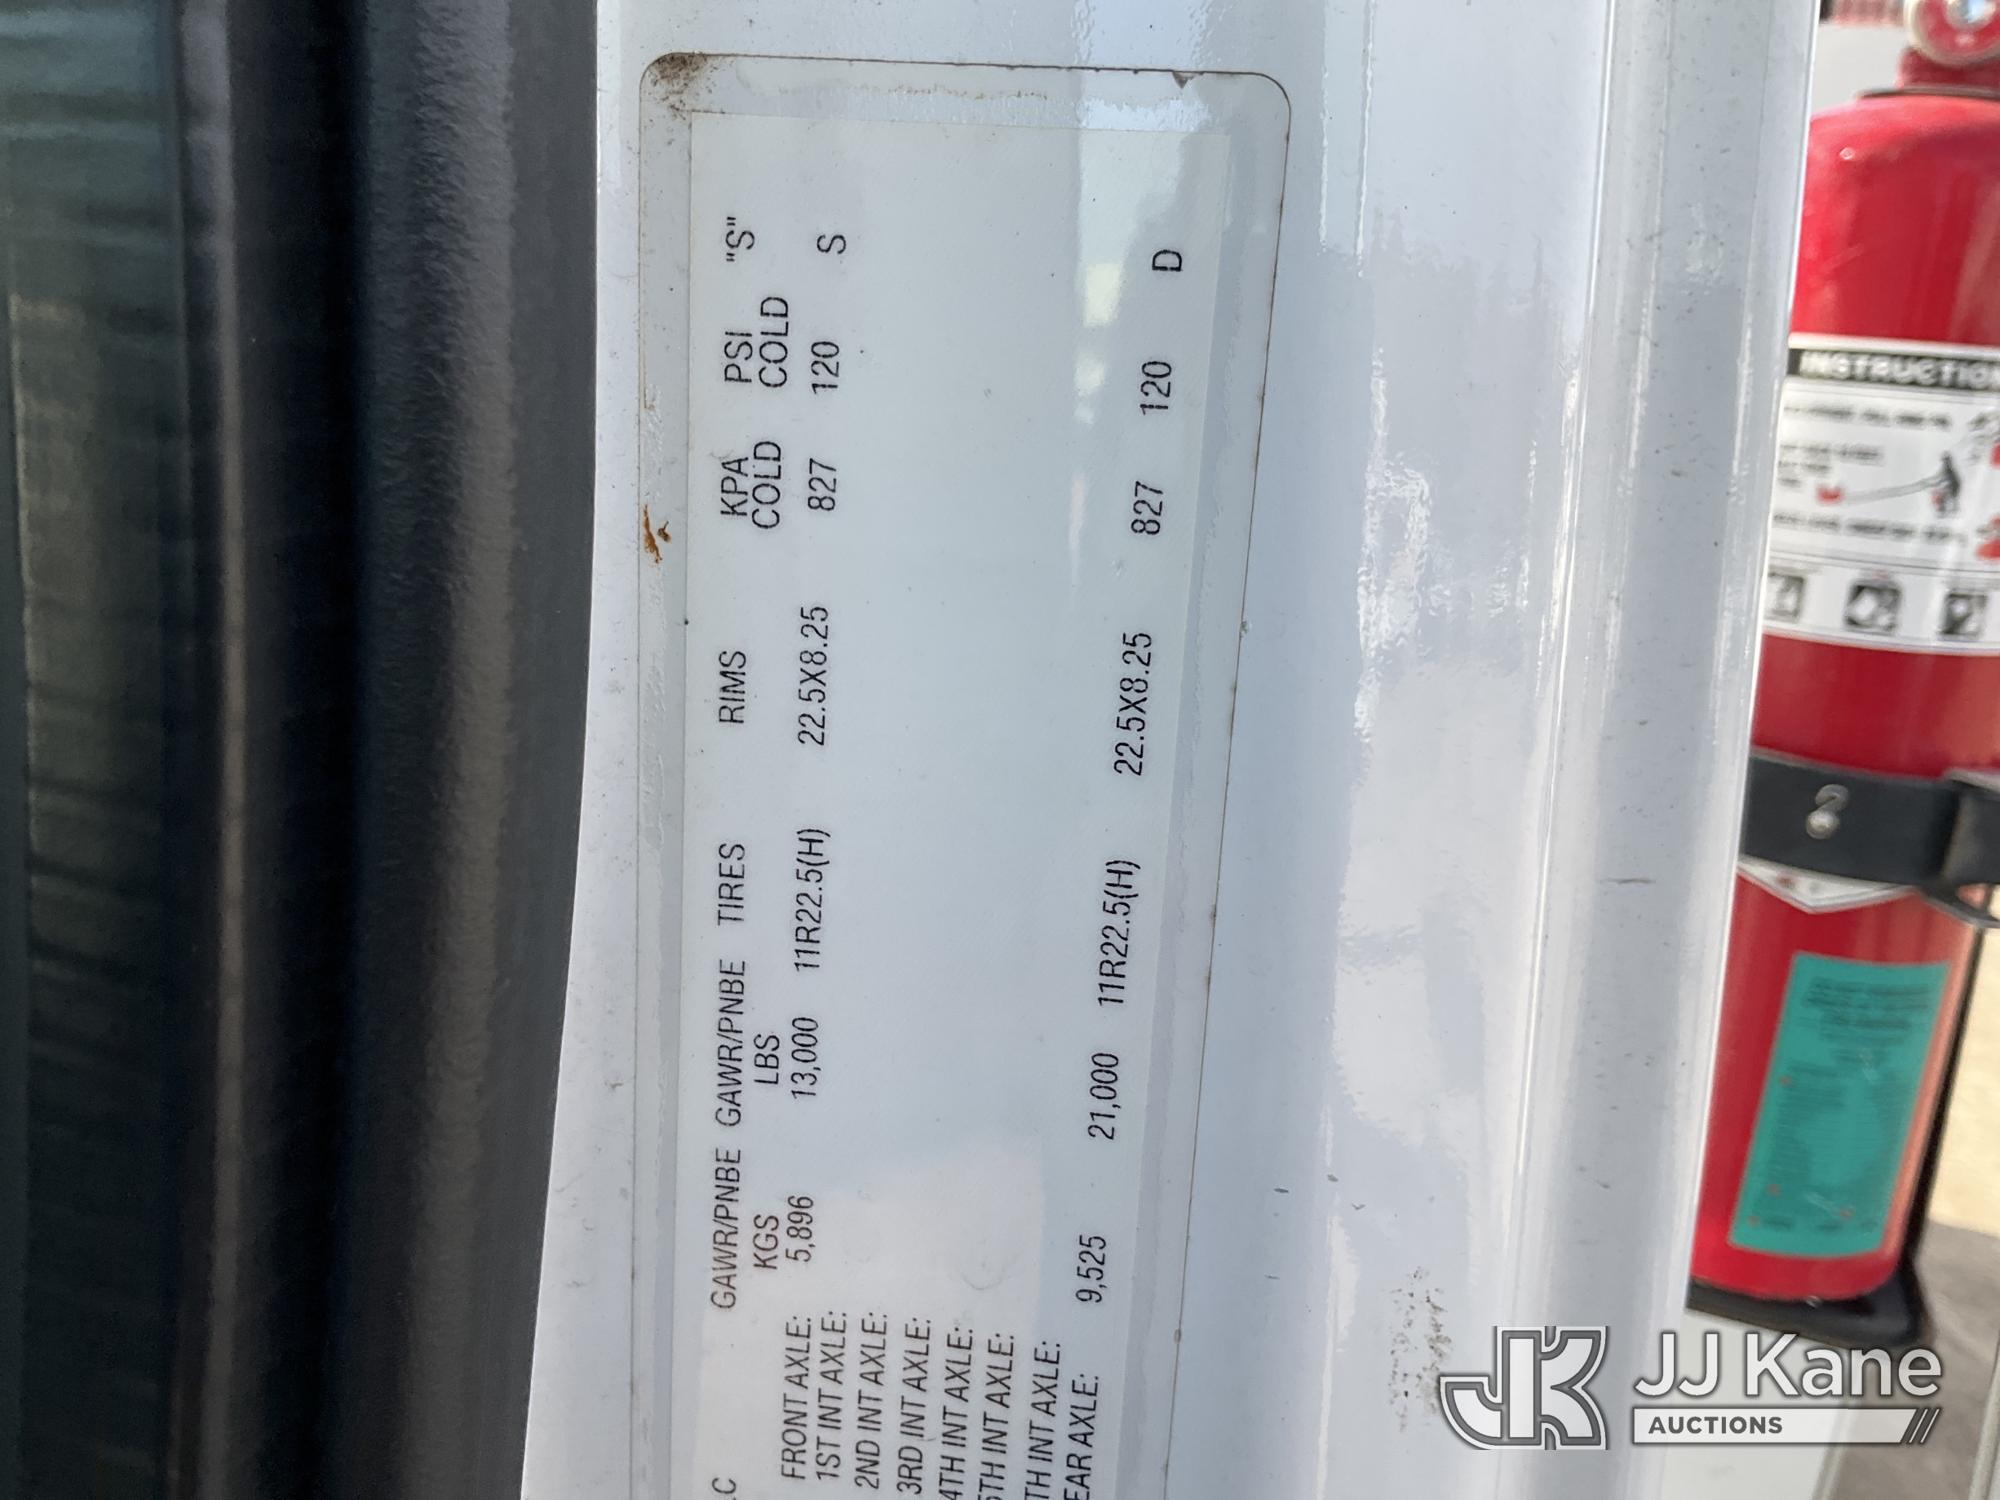 GAWR/PNBE GAWR/PNBE TIRES RIMS KPA PSI "S"
KGS LBS COLD COLD
FRONT AXLE: 5,896 13,000 11R22.5(H) 22.5X8.25 827 120 S
1ST INT AXLE:
2ND INT AXLE:
3RD INT AXLE:
4TH INT AXLE:
5TH INT AXLE:
TH INT AXLE:
EAR AXLE: 9,525 21,000 11R22.5(H) 22.5X8.25 827 120 D
INSTRUCTION
JK JJ Kane
AUCTIONS